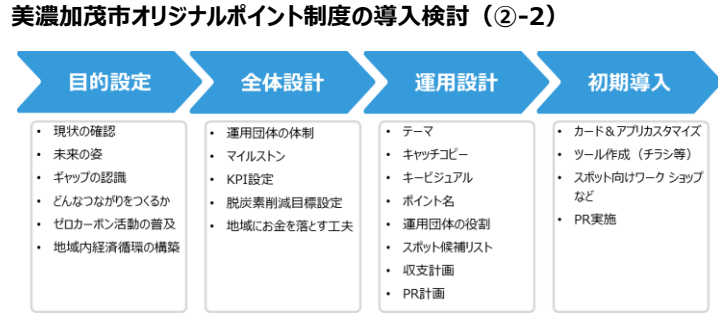 美濃加茂市オリジナルポイント制度の導入検討（②-2）
目的設定
・ 現状の確認
・ 未来の姿
・ ギャップの認識
・ どんなつながりをつくるか
・ ゼロカーボン活動の普及
・ 地域内経済循環の構築
全体設計
・ 運用団体の体制
・ マイルストン
・ KPI設定
・ 脱炭素削減目標設定
・ 地域にお金を落とす工夫
運用設計
・ テーマ
・ キャッチコピー
・ キービジュアル
・ ポイント名
・ 運用団体の役割
・ スポット候補リスト
・ 収支計画
・ PR計画
初期導入
・ カード＆アプリカスタマイズ
・ ツール作成（チラシ等）
・ スポット向けワーク ショップ
など
・ PR実施